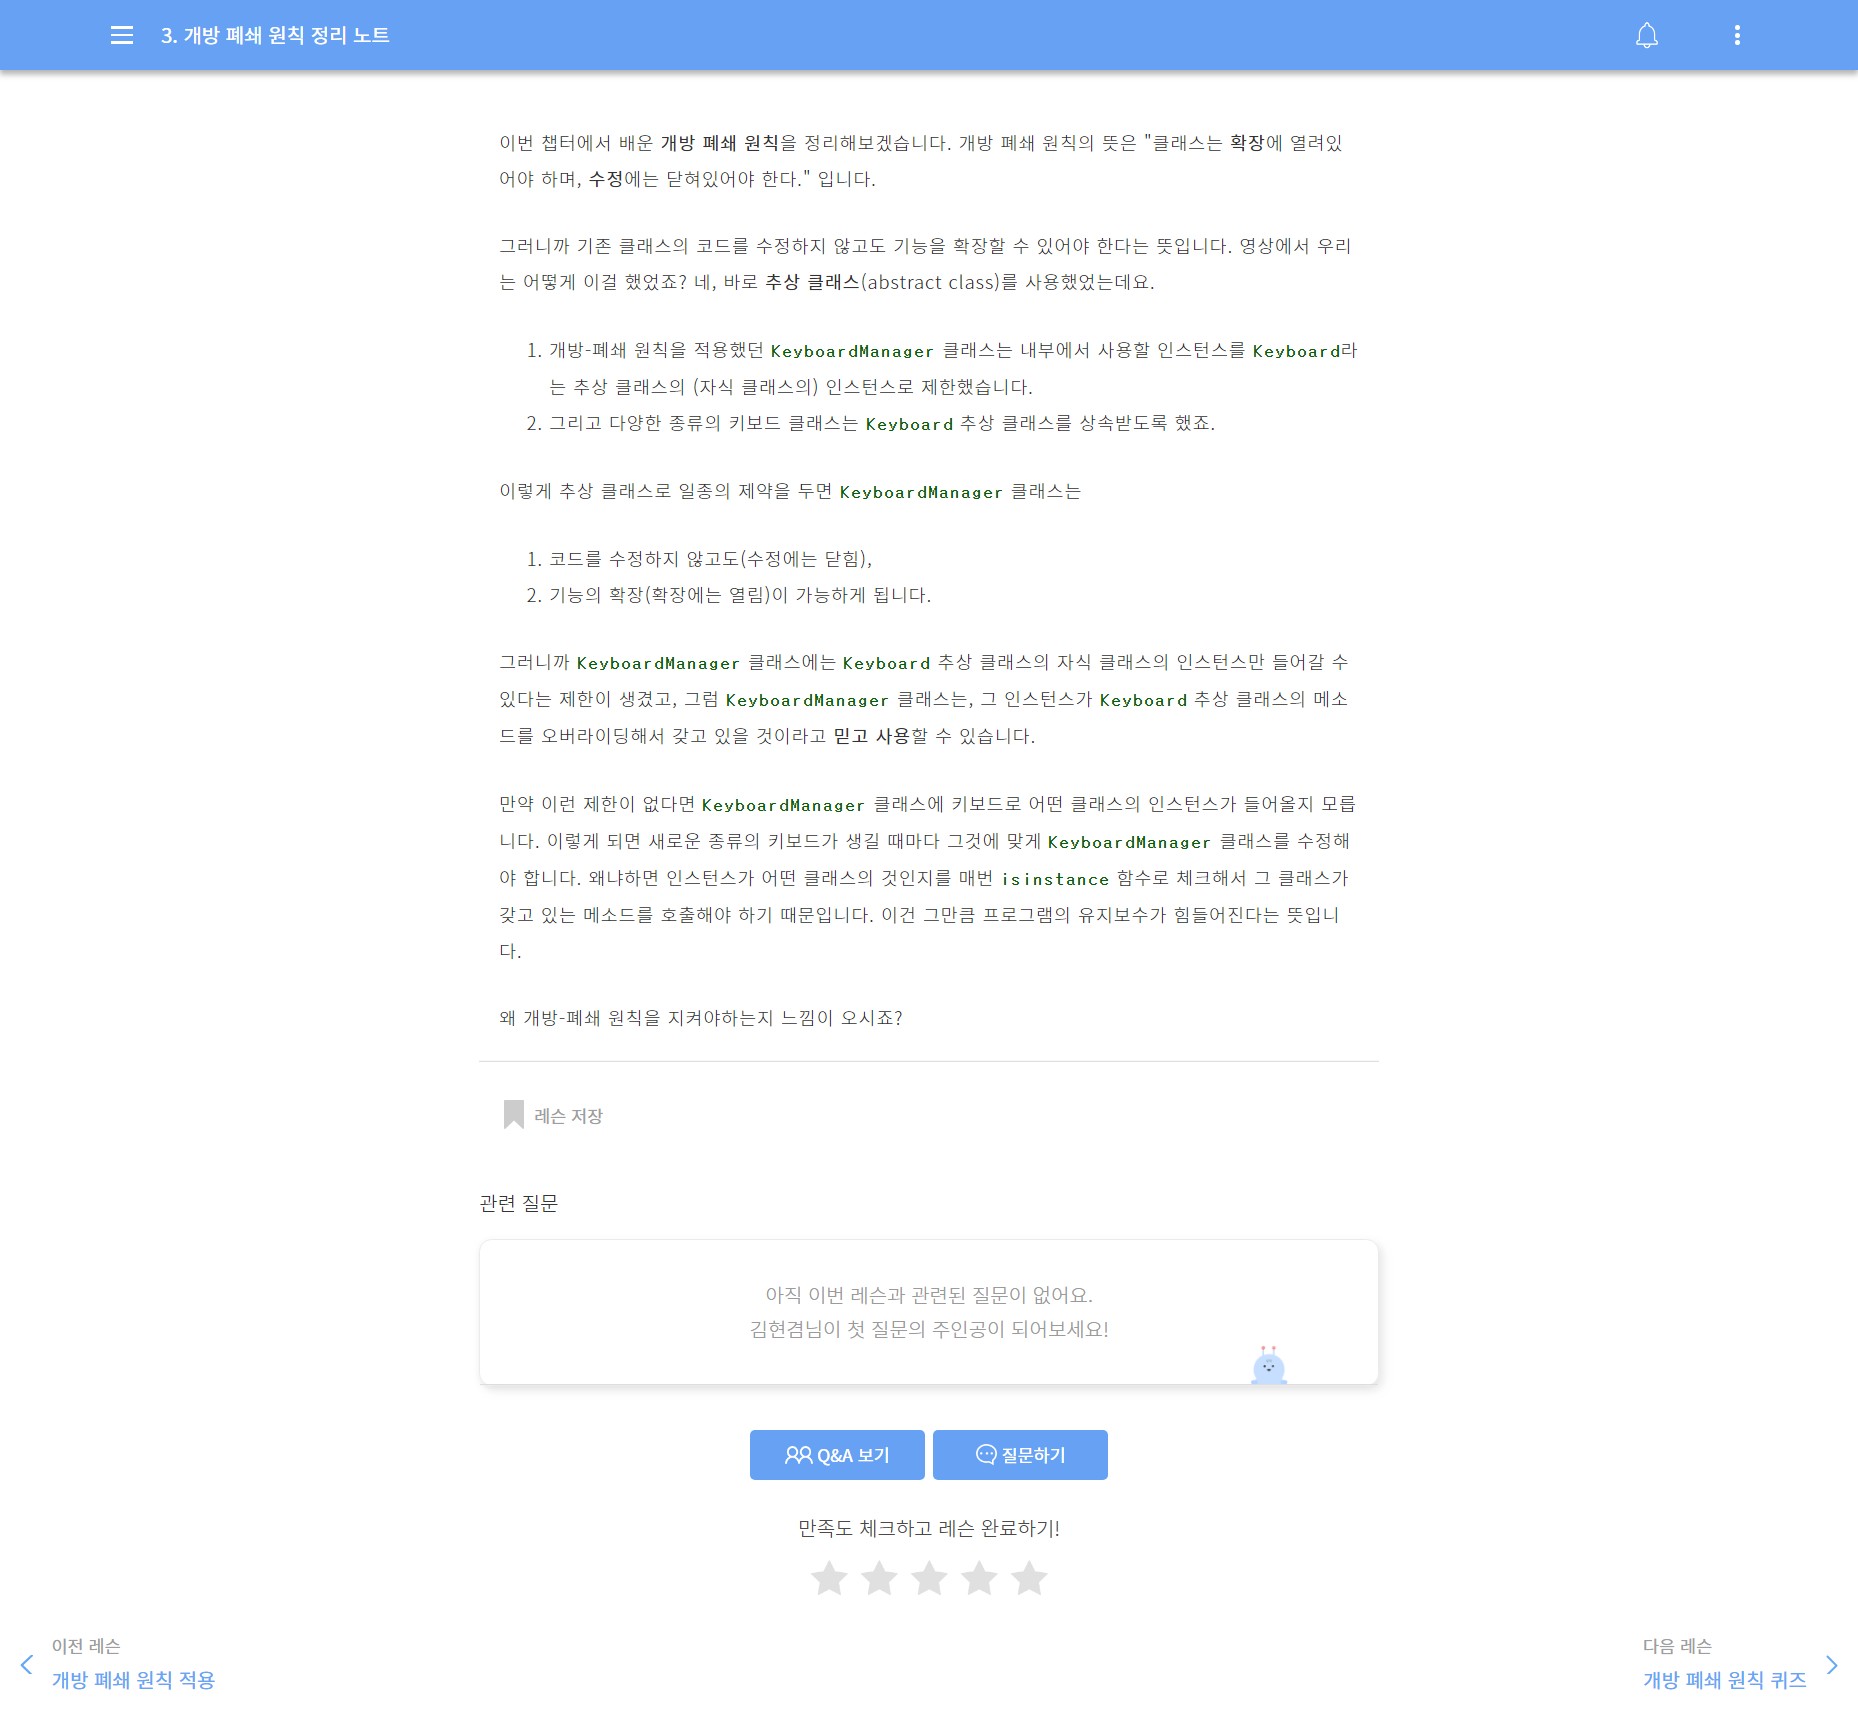 3. 개방 폐쇄 원칙 정리 노트
이번 챕터에서 배운 개방 폐쇄 원칙을 정리해보겠습니다. 개방 폐쇄 원칙의 뜻은 "클래스는 확장에 열려있
어야 하며, 수정에는 닫혀있어야 한다." 입니다.
그러니까 기존 클래스의 코드를 수정하지 않고도 기능을 확장할 수 있어야 한다는 뜻입니다. 영상에서 우리
는 어떻게 이걸 했었죠? 네, 바로 추상 클래스(abstract class)를 사용했었는데요.
1. 개방-폐쇄 원칙을 적용했던 KeyboardManager 클래스는 내부에서 사용할 인스턴스를 Keyboard라
는 추상 클래스의 (자식 클래스의) 인스턴스로 제한했습니다.
2. 그리고 다양한 종류의 키보드 클래스는 Keyboard 추상 클래스를 상속받도록 했죠.
이렇게 추상 클래스로 일종의 제약을 두면 KeyboardManager 클래스는
1. 코드를 수정하지 않고도(수정에는 닫힘),
2. 기능의 확장(확장에는 열림)이 가능하게 됩니다.
그러니까 KeyboardManager 클래스에는 Keyboard 추상 클래스의 자식 클래스의 인스턴스만 들어갈 수
있다는 제한이 생겼고, 그럼 KeyboardManager 클래스는, 그 인스턴스가 Keyboard 추상 클래스의 메소
드를 오버라이딩해서 갖고 있을 것이라고 믿고 사용할 수 있습니다.
만약 이런 제한이 없다면 KeyboardManager 클래스에 키보드로 어떤 클래스의 인스턴스가 들어올지 모릅
니다. 이렇게 되면 새로운 종류의 키보드가 생길 때마다 그것에 맞게 KeyboardManager 클래스를 수정해
야 합니다. 왜냐하면 인스턴스가 어떤 클래스의 것인지를 매번 isinstance 함수로 체크해서 그 클래스가
갖고 있는 메소드를 호출해야 하기 때문입니다. 이건 그만큼 프로그램의 유지보수가 힘들어진다는 뜻입니
다.
왜 개방-폐쇄 원칙을 지켜야하는지 느낌이 오시죠?
레슨 저장
관련 질문
아직 이번 레슨과 관련된 질문이 없어요.
김현겸님이 첫 질문의 주인공이 되어보세요!
Q&A 보기
질문하기
만족도 체크하고 레슨 완료하기!
이전 레슨
개방 폐쇄 원칙 적용
다음 레슨
개방 폐쇄 원칙 퀴즈